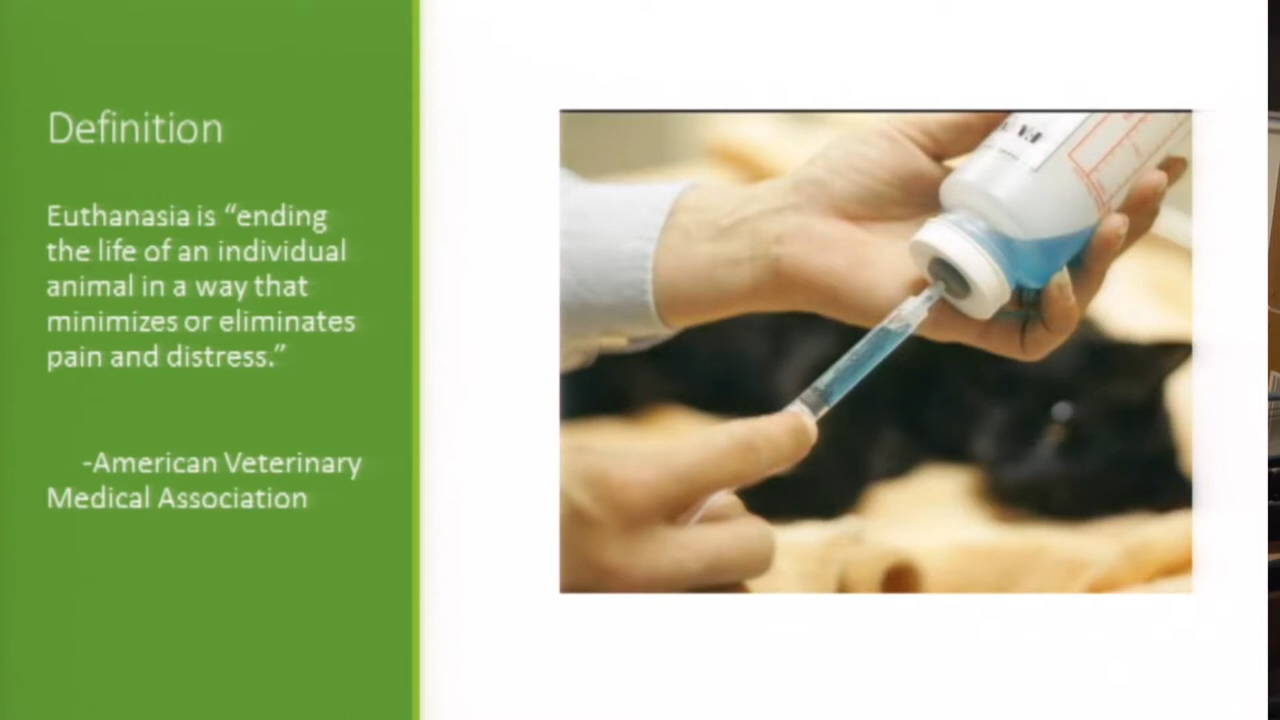 Definition
Euthanasia is “ending
the life of an individual
animal in a way that
minimizes or eliminates
pain and distress.”
-American Veterinary
Medical Association